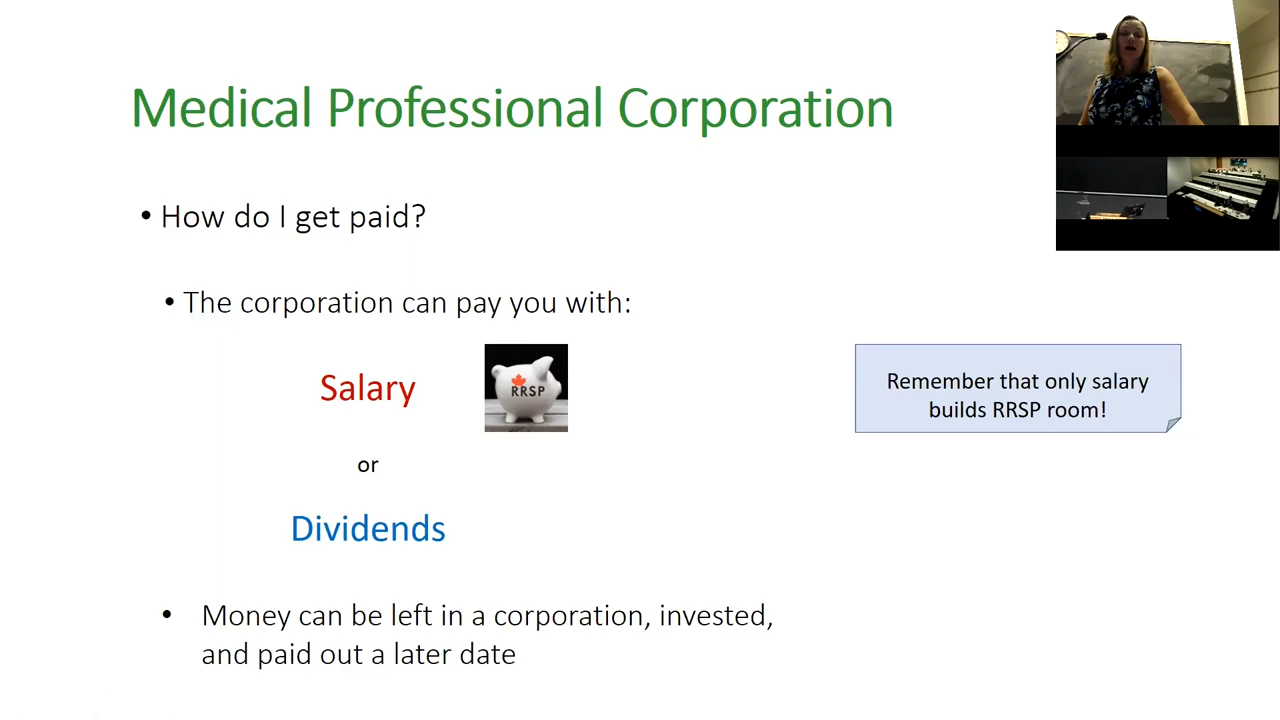 Medical Professional Corporation
• How do I get paid?
• The corporation can pay you with:
Salary
RRSP
Remember that only salary
builds RRSP room!
or
Dividends
• Money can be left in a corporation, invested,
and paid out a later date